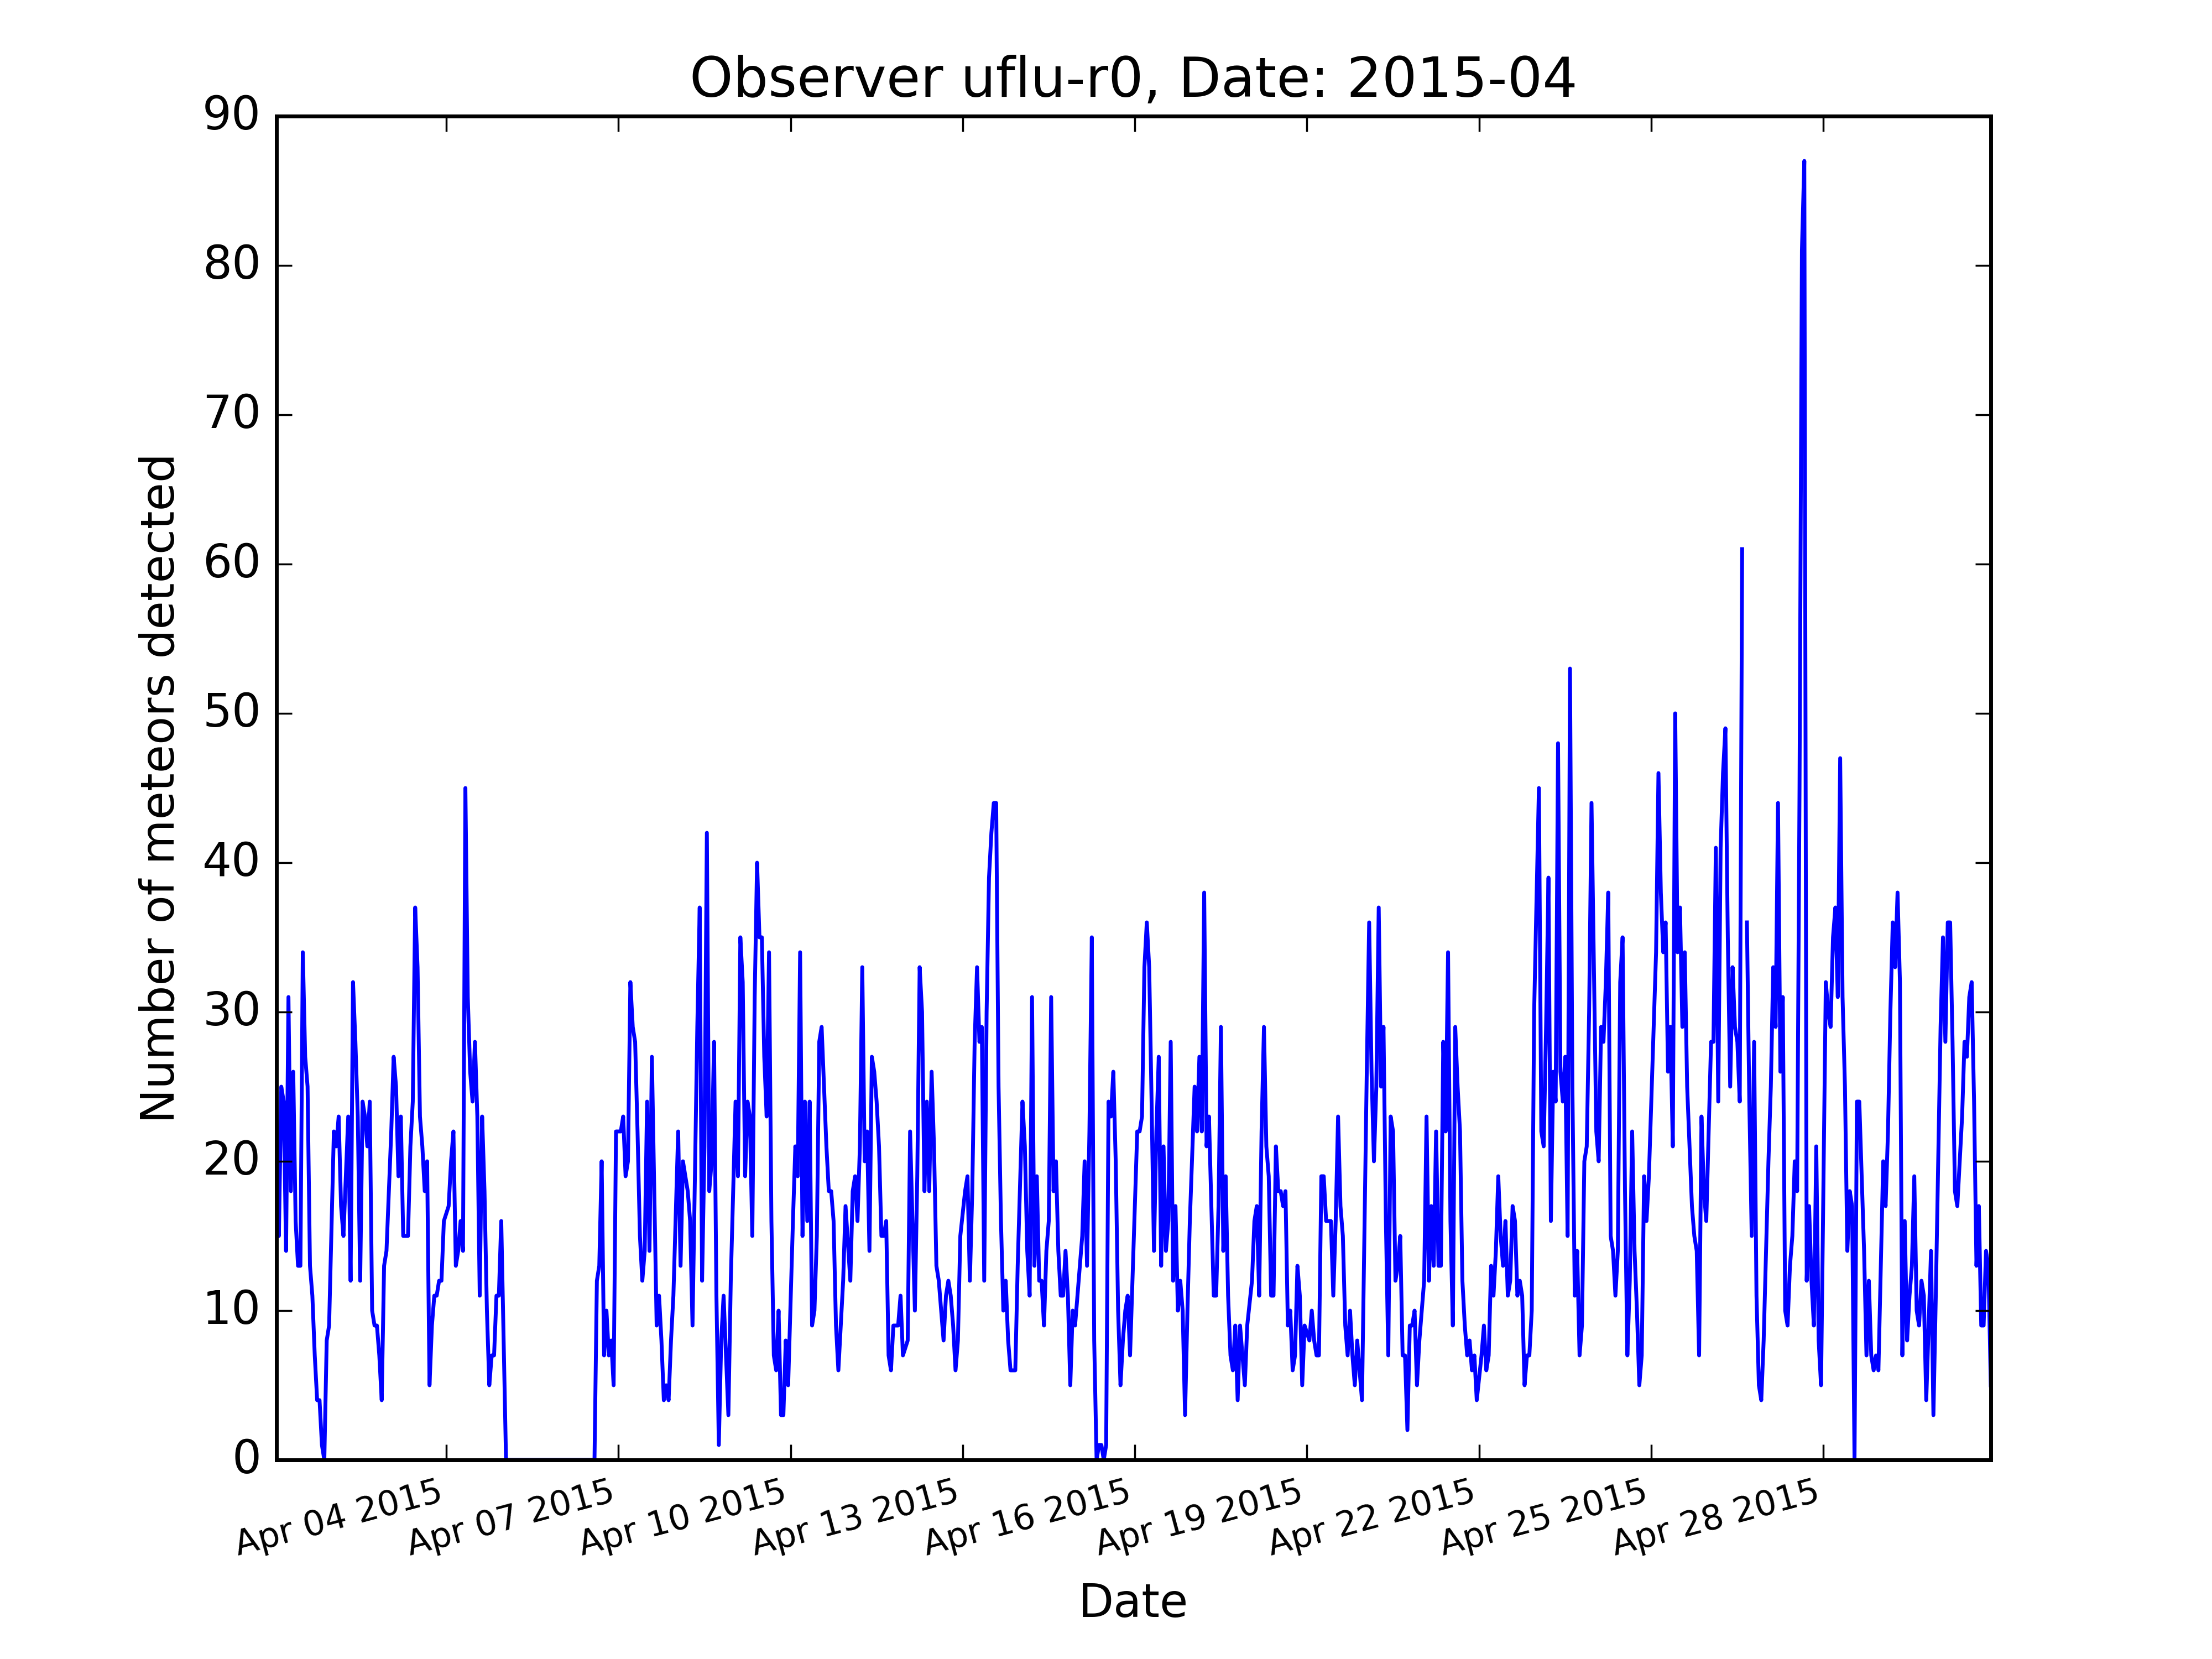 Observer uflu-r0, Date: 2015-04
90
80
70
60
50
40
30
20
10
0
Number of meteors detected
Apr 04 2015
Apr 07 2015
Apr 10 2015
Apr 13 2015
Apr 16 2015
Apr 19 2015
Apr 22 2015
Apr 25 2015
Apr 28 2015
Date